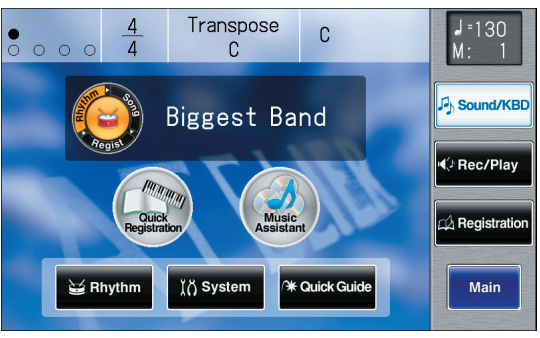 4
4
Transpose
C
C
♩=130
M: 1
Rhythm
Song
Regist
Biggest Band
Sound/KBD
Rec/Play
Quick
Registration
Music
Assistant
Registration
Rhythm
System
Quick Guide
Main
ATELIER